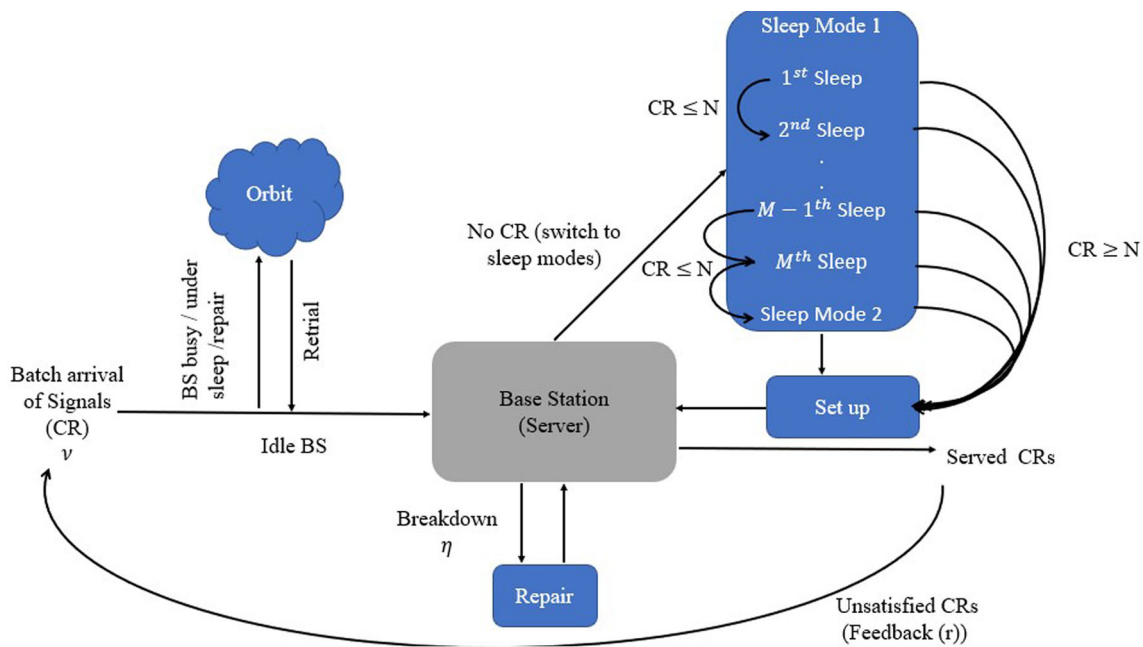 Sleep Mode 1
1st Sleep
CR ≤ N
2nd Sleep
.
.
M − 1th Sleep
CR ≤ N
Mth Sleep
Sleep Mode 2
CR ≥ N
Orbit
No CR (switch to
sleep modes)
BS busy / under
sleep /repair
Retrial
Batch arrival
of Signals
(CR)
ν
Idle BS
Base Station
(Server)
Set up
Served CRs
Breakdown
η
Repair
Unsatisfied CRs
(Feedback (r))